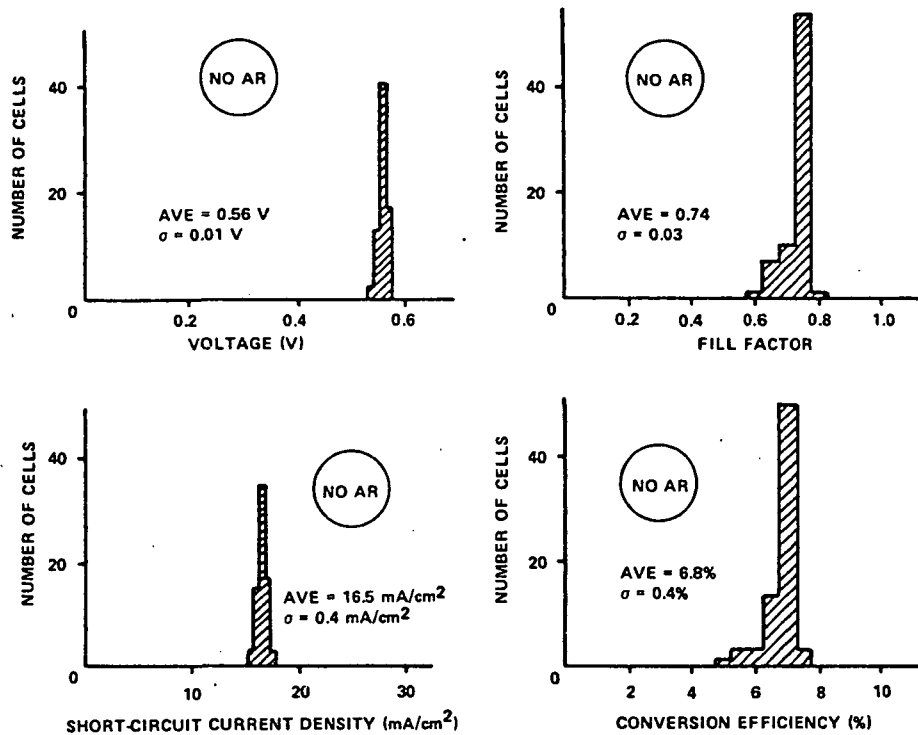 NUMBER OF CELLS
40
20
0
NO AR
AVE = 0.56 V
σ = 0.01 V
0.2 0.4 0.6
VOLTAGE (V)
NUMBER OF CELLS
40
20
0
NO AR
AVE = 0.74
σ = 0.03
0.2 0.4 0.6 0.8 1.0
FILL FACTOR
NUMBER OF CELLS
40
20
0
NO AR
AVE = 16.5 mA/cm²
σ = 0.4 mA/cm²
10 20 30
SHORT-CIRCUIT CURRENT DENSITY (mA/cm²)
NUMBER OF CELLS
40
20
0
NO AR
AVE = 6.8%
σ = 0.4%
2 4 6 8 10
CONVERSION EFFICIENCY (%)